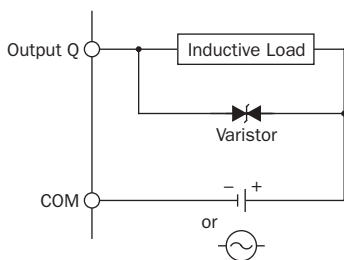 Output Q
Inductive Load
Varistor
− +
COM
or